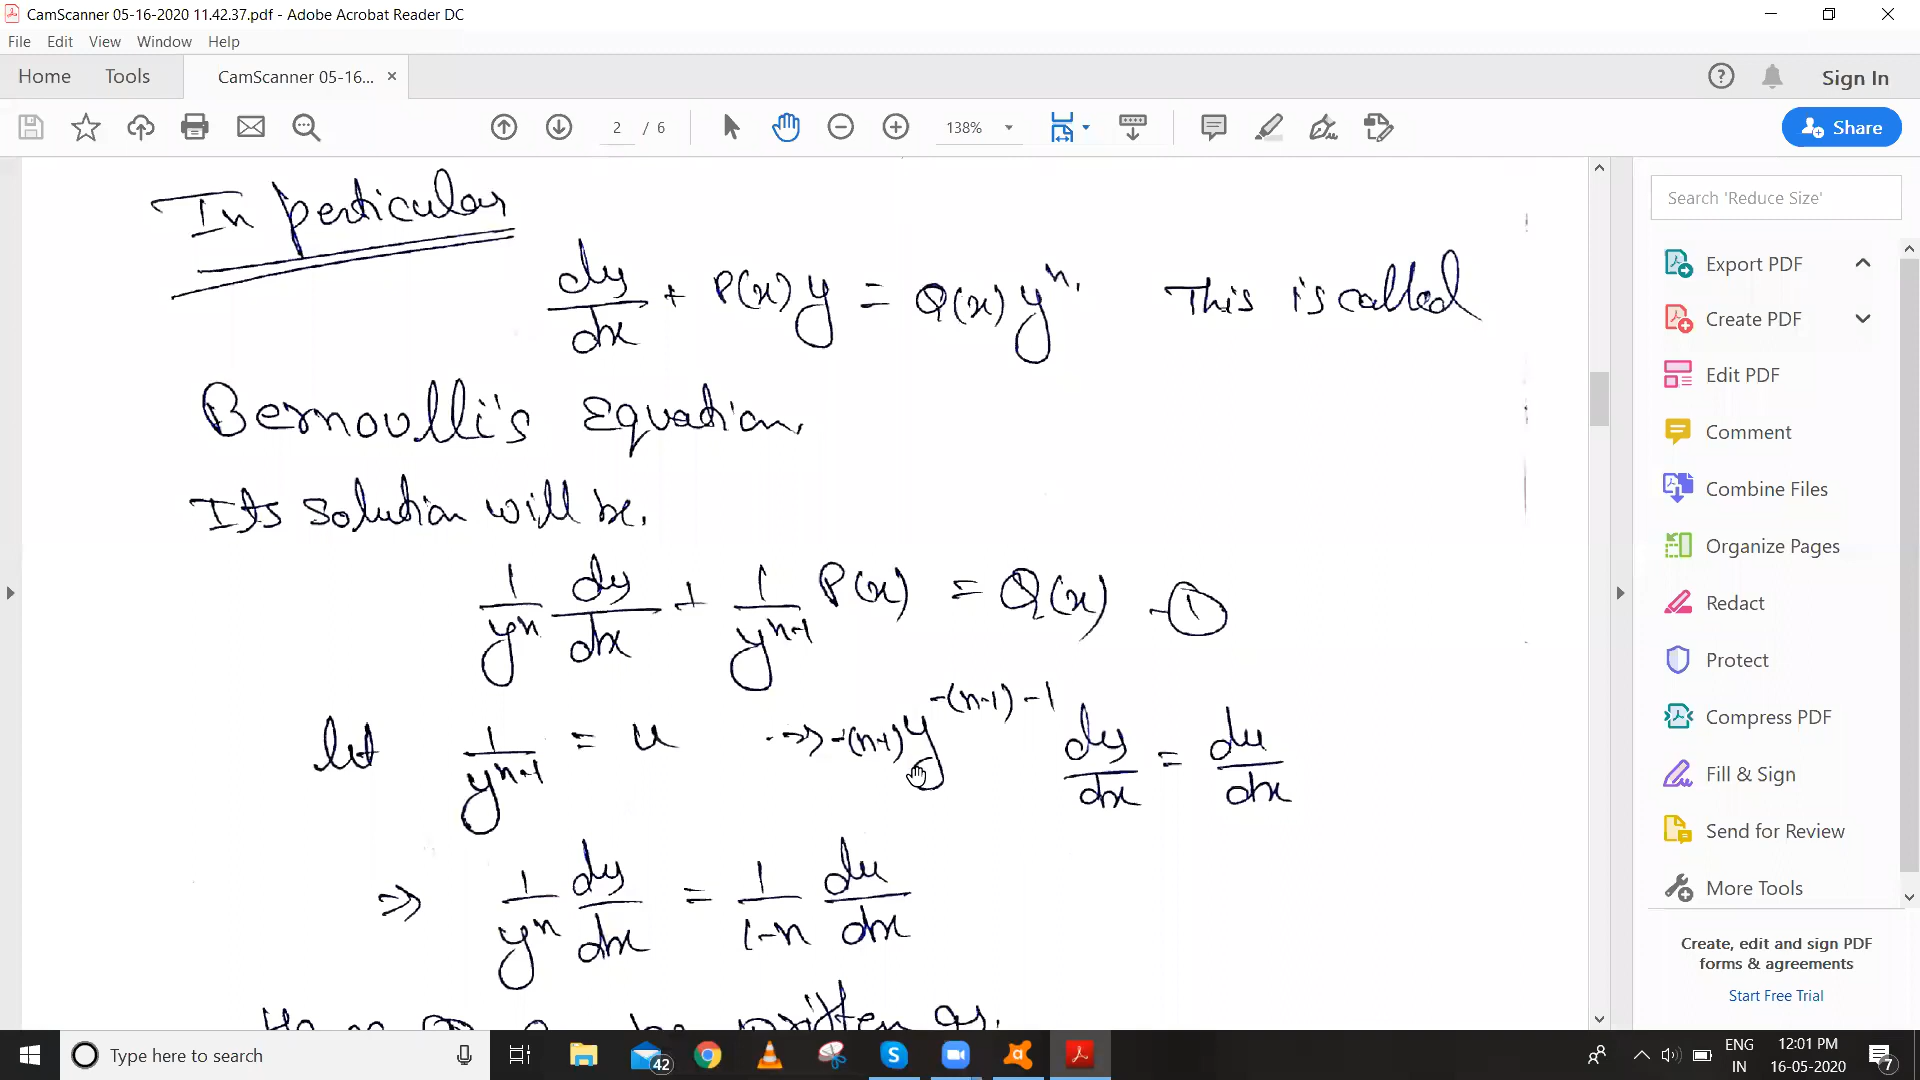 CamScanner 05-16-2020 11.42.37.pdf - Adobe Acrobat Reader DC
File Edit View Window Help
Home Tools CamScanner 05-16... ×
Sign In
2 / 6 138%
Share
In perticular
dy/dx + P(x) y = Q(x) y^n. This is called
Bernoulli's Equation.
Its solution will be.
1/y^n dy/dx + 1/y^(n-1) P(x) = Q(x) -①
let 1/y^(n-1) = u ⇒ -(n-1) y^(-(n-1)-1) dy/dx = du/dx
⇒ 1/y^n dy/dx = 1/(1-n) du/dx
written as.
Search 'Reduce Size'
Export PDF
Create PDF
Edit PDF
Comment
Combine Files
Organize Pages
Redact
Protect
Compress PDF
Fill & Sign
Send for Review
More Tools
Create, edit and sign PDF
forms & agreements
Start Free Trial
Type here to search
42
ENG
IN
12:01 PM
16-05-2020
7